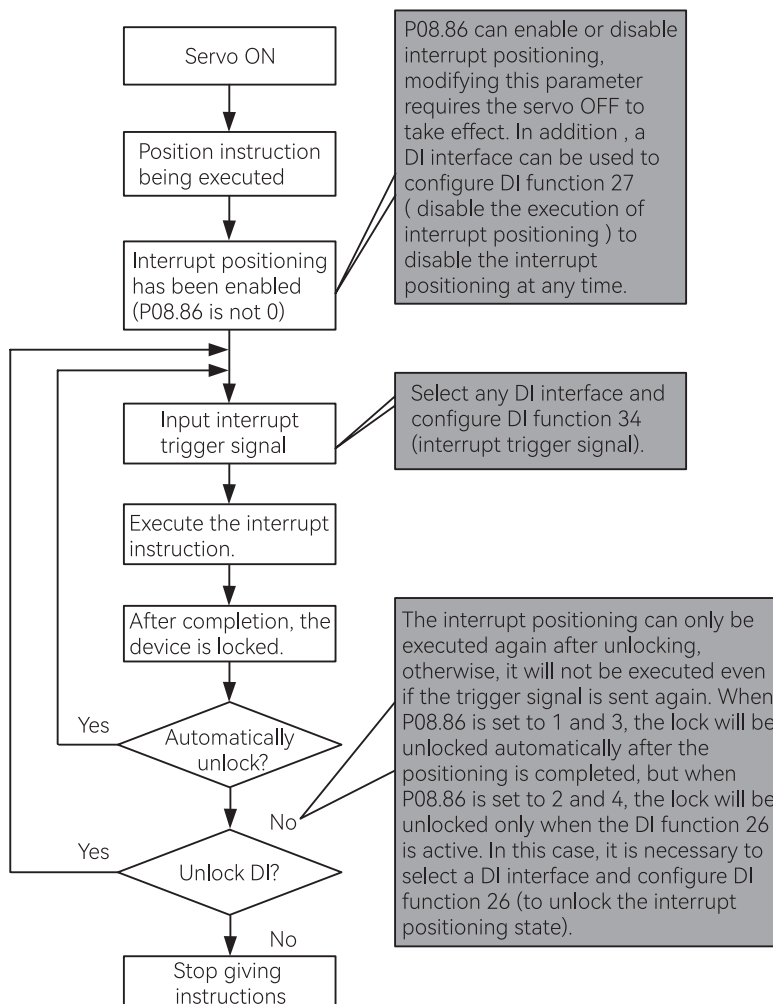 Servo ON
P08.86 can enable or disable
interrupt positioning,
modifying this parameter
requires the servo OFF to
take effect. In addition , a
DI interface can be used to
configure DI function 27
( disable the execution of
interrupt positioning ) to
disable the interrupt
positioning at any time.
Position instruction
being executed
Interrupt positioning
has been enabled
(P08.86 is not 0)
Input interrupt
trigger signal
Select any DI interface and
configure DI function 34
(interrupt trigger signal).
Execute the interrupt
instruction.
After completion, the
device is locked.
The interrupt positioning can only be
executed again after unlocking,
otherwise, it will not be executed even
if the trigger signal is sent again. When
P08.86 is set to 1 and 3, the lock will be
unlocked automatically after the
positioning is completed, but when
P08.86 is set to 2 and 4, the lock will be
unlocked only when the DI function 26
is active. In this case, it is necessary to
select a DI interface and configure DI
function 26 (to unlock the interrupt
positioning state).
Yes
Automatically
unlock?
No
Yes
Unlock DI?
No
Stop giving
instructions